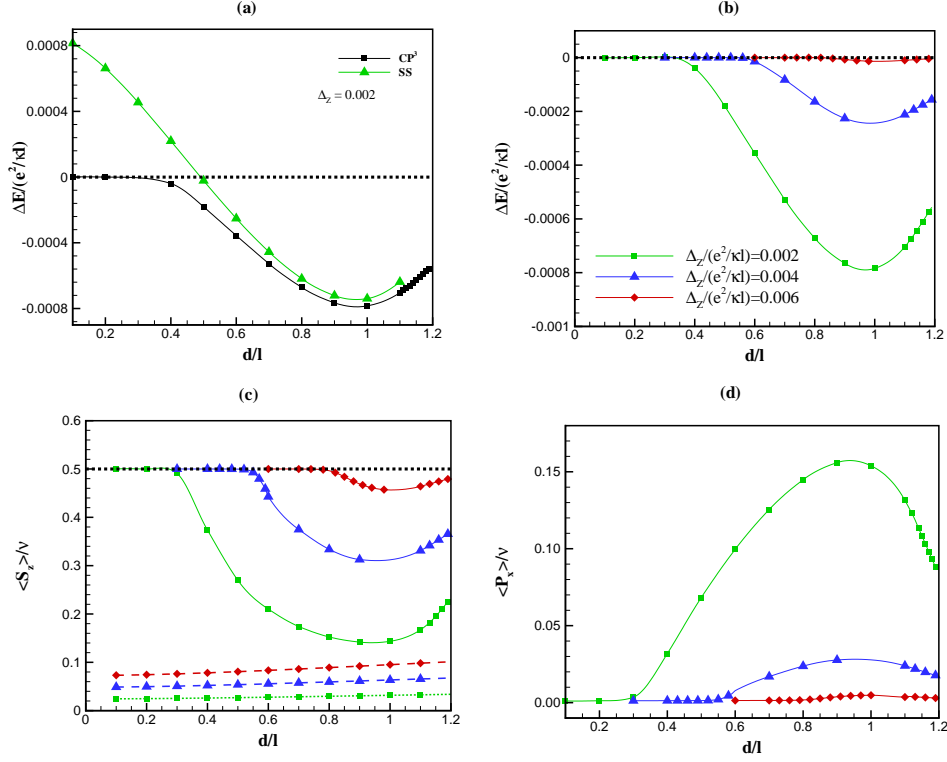 (a)
ΔE/(e²/κl)
0.0008
0.0004
0
-0.0004
-0.0008
0 0.2 0.4 0.6 0.8 1 1.2
d/l
CP³
SS
Δ_Z = 0.002
(b)
ΔE/(e²/κl)
0
-0.0002
-0.0004
-0.0006
-0.0008
-0.001
0 0.2 0.4 0.6 0.8 1 1.2
d/l
Δ_Z/(e²/κl)=0.002
Δ_Z/(e²/κl)=0.004
Δ_Z/(e²/κl)=0.006
(c)
<S_z>/ν
0.6
0.5
0.4
0.3
0.2
0.1
0
0 0.2 0.4 0.6 0.8 1 1.2
d/l
(d)
<P_x>/ν
0.15
0.10
0.05
0.00
0.2 0.4 0.6 0.8 1 1.2
d/l